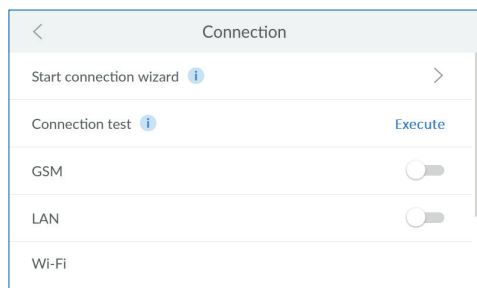 Connection
Start connection wizard i
Connection test i Execute
GSM
LAN
Wi-Fi